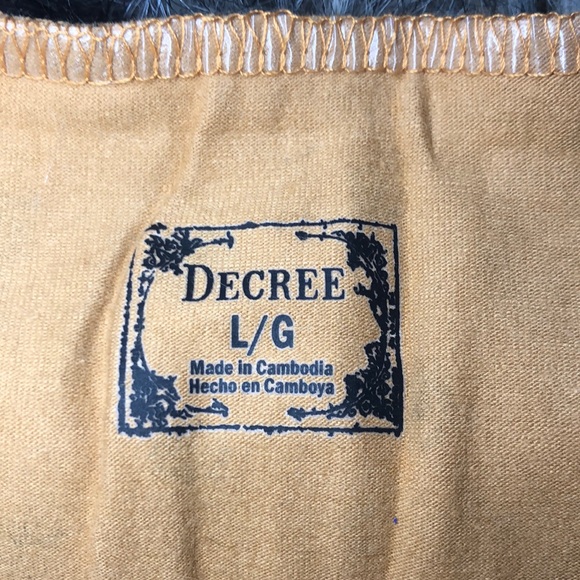 DECREE
L/G
Made in Cambodia
Hecho en Camboya